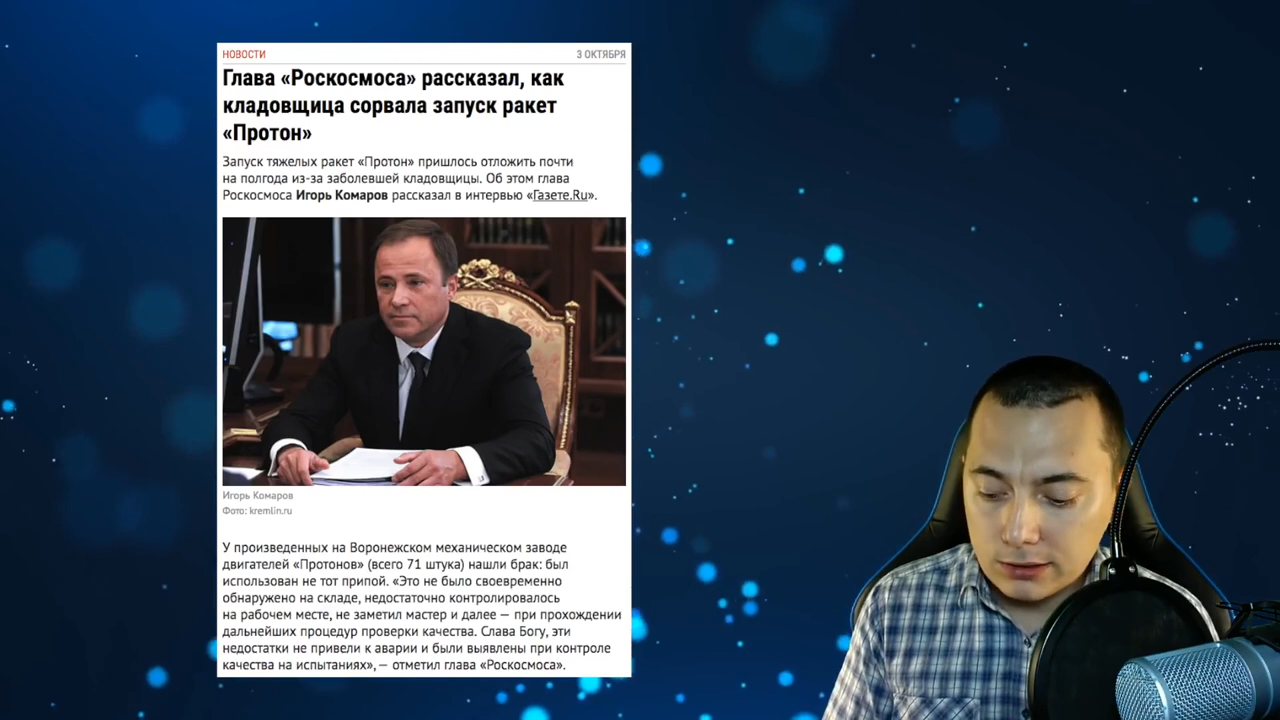 НОВОСТИ
3 ОКТЯБРЯ
Глава «Роскосмоса» рассказал, как
кладовщица сорвала запуск ракет
«Протон»
Запуск тяжелых ракет «Протон» пришлось отложить почти
на полгода из-за заболевшей кладовщицы. Об этом глава
Роскосмоса Игорь Комаров рассказал в интервью «Газете.Ru».
Игорь Комаров
Фото: kremlin.ru
У произведенных на Воронежском механическом заводе
двигателей «Протонов» (всего 71 штука) нашли брак: был
использован не тот припой. «Это не было своевременно
обнаружено на складе, недостаточно контролировалось
на рабочем месте, не заметил мастер и далее — при прохождении
дальнейших процедур проверки качества. Слава Богу, эти
недостатки не привели к аварии и были выявлены при контроле
качества на испытаниях», — отметил глава «Роскосмоса».